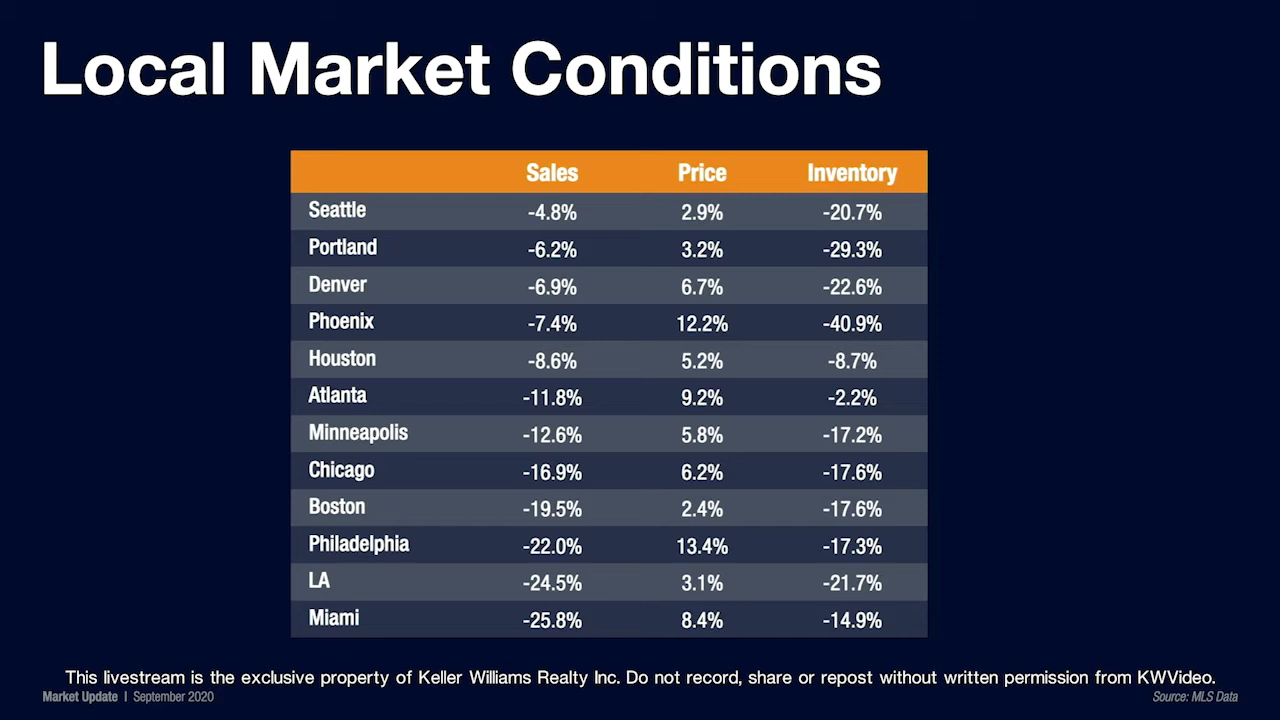 Local Market Conditions
Sales Price Inventory
Seattle -4.8% 2.9% -20.7%
Portland -6.2% 3.2% -29.3%
Denver -6.9% 6.7% -22.6%
Phoenix -7.4% 12.2% -40.9%
Houston -8.6% 5.2% -8.7%
Atlanta -11.8% 9.2% -2.2%
Minneapolis -12.6% 5.8% -17.2%
Chicago -16.9% 6.2% -17.6%
Boston -19.5% 2.4% -17.6%
Philadelphia -22.0% 13.4% -17.3%
LA -24.5% 3.1% -21.7%
Miami -25.8% 8.4% -14.9%
This livestream is the exclusive property of Keller Williams Realty Inc. Do not record, share or repost without written permission from KWVideo.
Market Update | September 2020 Source: MLS Data